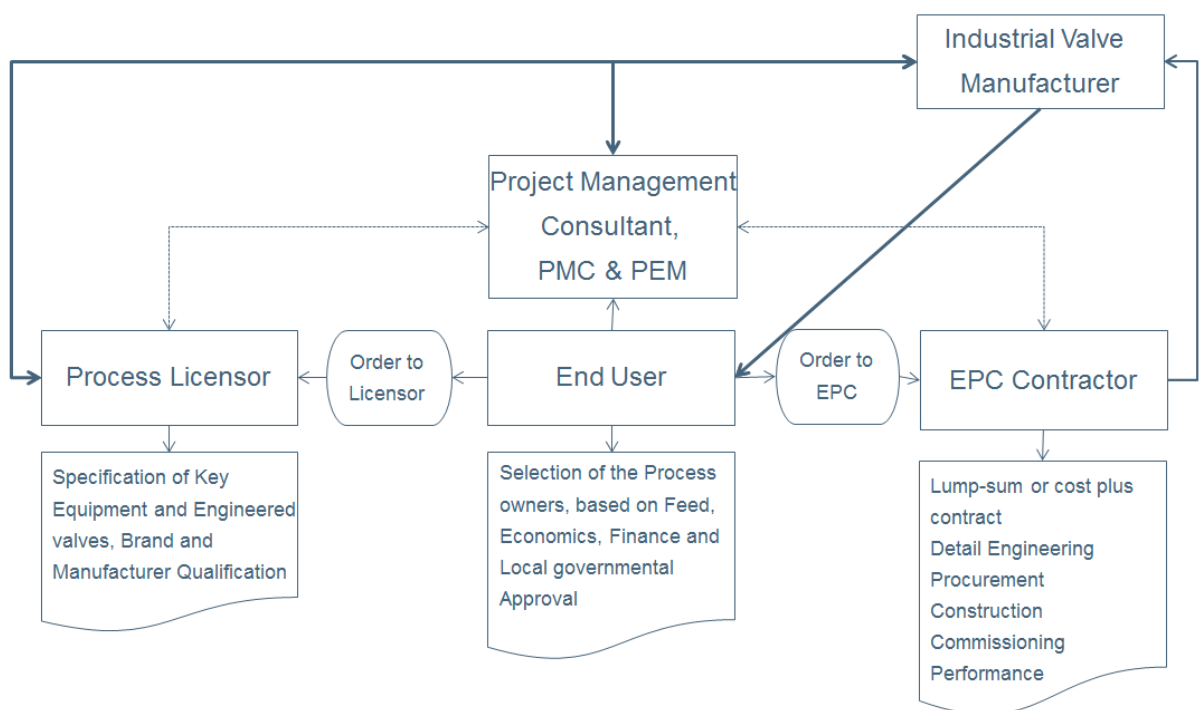 Industrial Valve
Manufacturer
Project Management
Consultant,
PMC & PEM
Process Licensor
Order to
Licensor
End User
Order to
EPC
EPC Contractor
Specification of Key
Equipment and Engineered
valves, Brand and
Manufacturer Qualification
Selection of the Process
owners, based on Feed,
Economics, Finance and
Local governmental
Approval
Lump-sum or cost plus
contract
Detail Engineering
Procurement
Construction
Commissioning
Performance